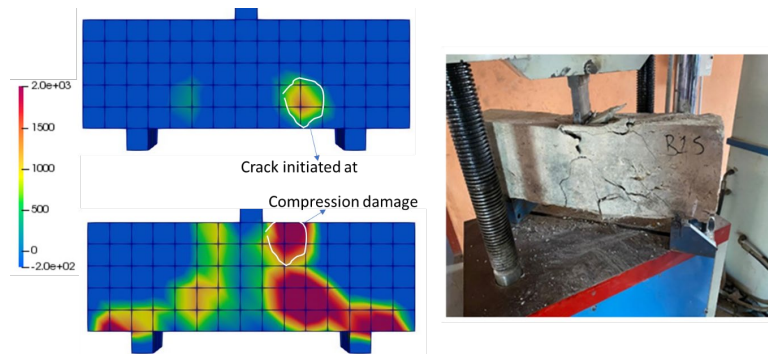 2.0e+03
1500
1000
500
0
-2.0e+02
Crack initiated at
Compression damage
R1S